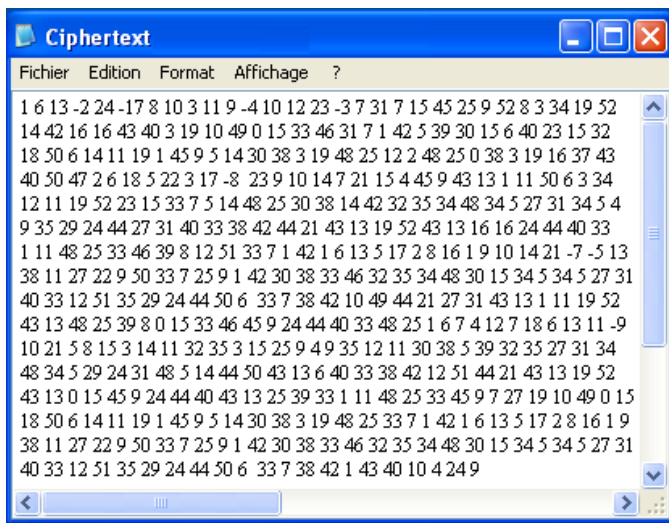 Ciphertext
Fichier Edition Format Affichage ?
1 6 13 -2 24 -17 8 10 3 11 9 -4 10 12 23 -3 7 31 7 15 45 25 9 52 8 3 34 19 52
14 42 16 16 43 40 3 19 10 49 0 15 33 46 31 7 1 42 5 39 30 15 6 40 23 15 32
18 50 6 14 11 19 1 45 9 5 14 30 38 3 19 48 25 12 2 48 25 0 38 3 19 16 37 43
40 50 47 2 6 18 5 22 3 17 -8 23 9 10 14 7 21 15 4 45 9 43 13 1 11 50 6 3 34
12 11 19 52 23 15 33 7 5 14 48 25 30 38 14 42 32 35 34 48 34 5 27 31 34 5 4
9 35 29 24 44 27 31 40 33 38 42 44 21 43 13 19 52 43 13 16 16 24 44 40 33
1 11 48 25 33 46 39 8 12 51 33 7 1 42 1 6 13 5 17 2 8 16 1 9 10 14 21 -7 -5 13
38 11 27 22 9 50 33 7 25 9 1 42 30 38 33 46 32 35 34 48 30 15 34 5 34 5 27 31
40 33 12 51 35 29 24 44 50 6 33 7 38 42 10 49 44 21 27 31 43 13 1 11 19 52
43 13 48 25 39 8 0 15 33 46 45 9 24 44 40 33 48 25 1 6 7 4 12 7 18 6 13 11 -9
10 21 5 8 15 3 14 11 32 35 3 15 25 9 4 9 35 12 11 30 38 5 39 32 35 27 31 34
48 34 5 29 24 31 48 5 14 44 50 43 13 6 40 33 38 42 12 51 44 21 43 13 19 52
43 13 0 15 45 9 24 44 40 43 13 25 39 33 1 11 48 25 33 45 9 7 27 19 10 49 0 15
18 50 6 14 11 19 1 45 9 5 14 30 38 3 19 48 25 33 7 1 42 1 6 13 5 17 2 8 16 1 9
38 11 27 22 9 50 33 7 25 9 1 42 30 38 33 46 32 35 34 48 30 15 34 5 34 5 27 31
40 33 12 51 35 29 24 44 50 6 33 7 38 42 1 43 40 10 4 24 9